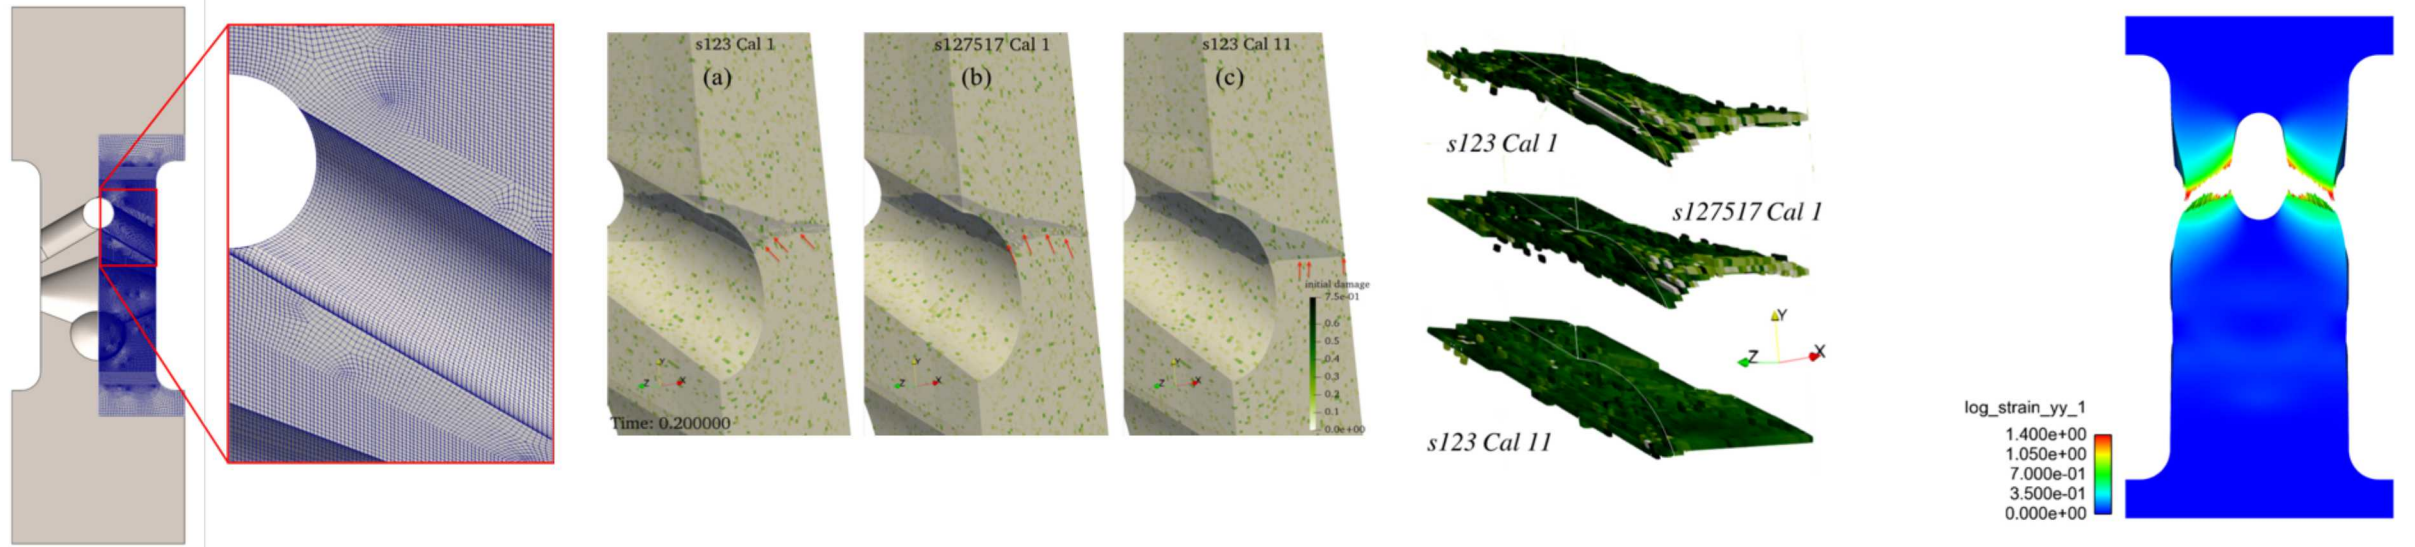 s123 Cal 1
(a)
s127517 Cal 1
(b)
s123 Cal 11
(c)
initial damage
7.5e-01
0.6
0.5
0.4
0.3
0.2
0.1
0.0e+00
Y
Z
X
Y
Z
X
Y
Z
X
Time: 0.200000
s123 Cal 1
s127517 Cal 1
s123 Cal 11
Y
Z
X
log_strain_yy_1
1.400e+00
1.050e+00
7.000e-01
3.500e-01
0.000e+00